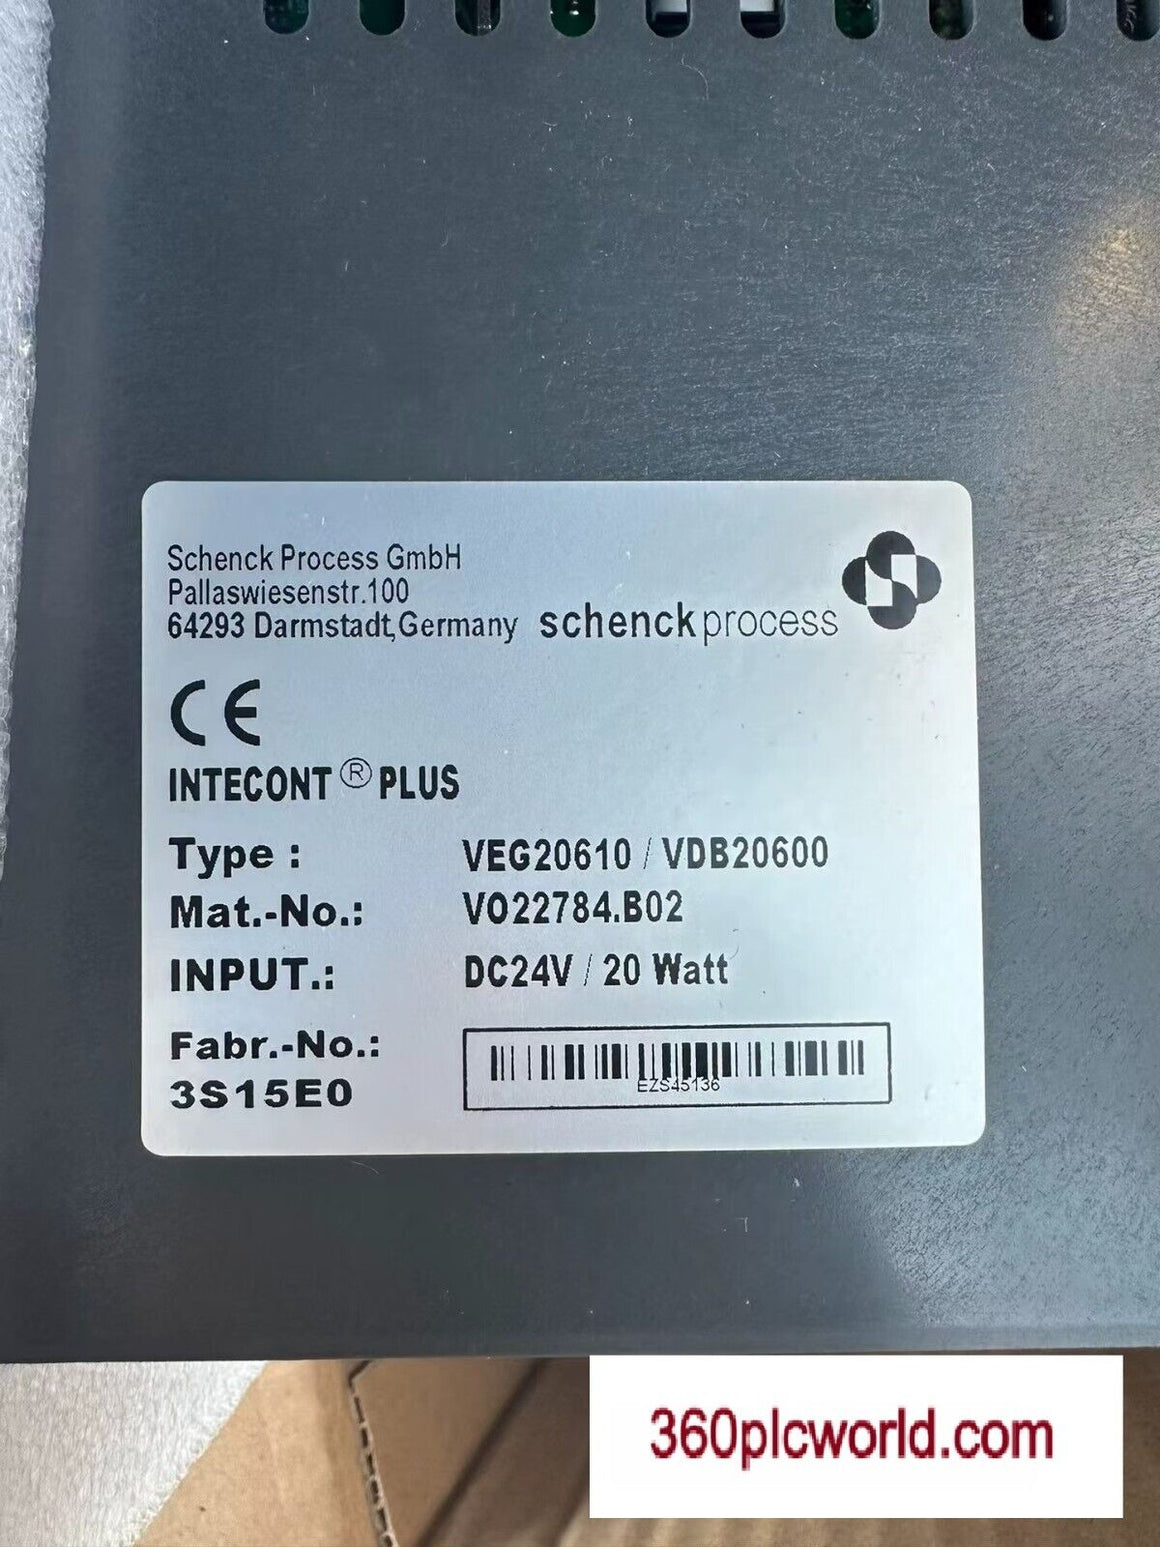 Schenck Process GmbH
Pallaswiesenstr.100
64293 Darmstadt,Germany schenckprocess
CE
INTECONT ® PLUS
Type : VEG20610 / VDB20600
Mat.-No.: VO22784.B02
INPUT.: DC24V / 20 Watt
Fabr.-No.:
3S15E0
EZS45136
360plcworld.com